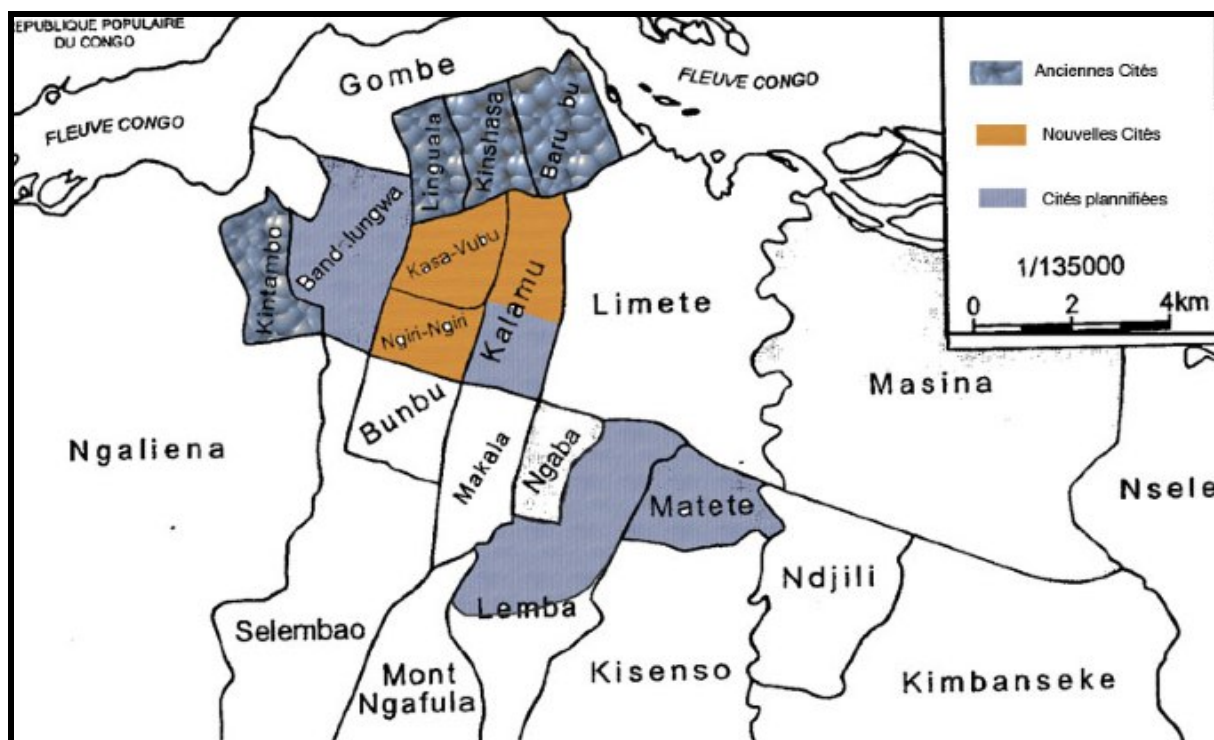 EPUBLIQUE POPULAIRE
DU CONGO
FLEUVE CONGO
Gombe
FLEUVE CONGO
Linguala
Kinshasa
Baru bu
Kintambo
Kasa-Vubu
Ngiri-Ngiri
Kalamu
Limete
Masina
Ngaliena
Bunbu
Makala
Ngaba
Matete
Nsele
Ndjili
Lemba
Selembao
Mont
Ngafula
Kisenso
Kimbanseke
Anciennes Cités
Nouvelles Cités
Cités plannifiées
1/135000
0 2 4km